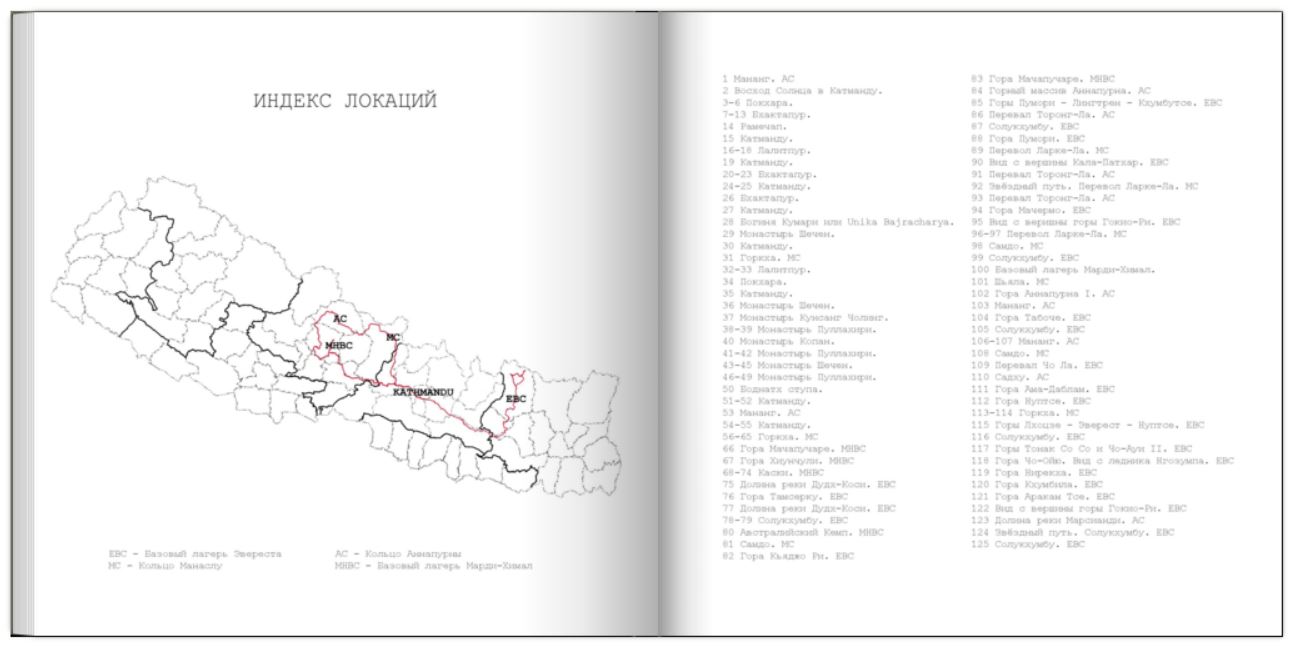 ИНДЕКС ЛОКАЦИЙ
AC
MC
MHBC
KATHMANDU
EBC
EBC - Базовый лагерь Эвереста
MC - Кольцо Манаслу
AC - Кольцо Аннапурны
MHBC - Базовый лагерь Марди-Химал
1 Мананг. AC
2 Восход Солнца в Катманду.
3-6 Покхара.
7-13 Бхактапур.
14 Рамечап.
15 Катманду.
16-18 Лалитпур.
19 Катманду.
20-23 Бхактапур.
24-25 Катманду.
26 Бхактапур.
27 Катманду.
28 Богиня Кумари или Unika Bajracharya.
29 Монастырь Шечен.
30 Катманду.
31 Горкха. MC
32-33 Лалитпур.
34 Покхара.
35 Катманду.
36 Монастырь Шечен.
37 Монастырь Кунсанг Чолинг.
38-39 Монастырь Пуллахири.
40 Монастырь Копан.
41-42 Монастырь Пуллахири.
43-45 Монастырь Шечен.
46-49 Монастырь Пуллахири.
50 Боднатх ступа.
51-52 Катманду.
53 Мананг. AC
54-55 Катманду.
56-65 Горкха. MC
66 Гора Мачапучаре. MHBC
67 Гора Хиунчули. MHBC
68-74 Каски. MHBC
75 Долина реки Дудх-Коси. EBC
76 Гора Тамсерку. EBC
77 Долина реки Дудх-Коси. EBC
78-79 Солукхумбу. EBC
80 Австралийский Кемп. MHBC
81 Самдо. MC
82 Гора Кьяджо Ри. EBC
83 Гора Мачапучаре. MHBC
84 Горный массив Аннапурна. AC
85 Горы Пумори - Лингтрен - Кхумбутсе. EBC
86 Перевал Торонг-Ла. AC
87 Солукхумбу. EBC
88 Гора Пумори. EBC
89 Перевол Ларке-Ла. MC
90 Вид с вершины Кала-Паткар. EBC
91 Перевал Торонг-Ла. AC
92 Звёздный путь. Перевол Ларке-Ла. MC
93 Перевал Торонг-Ла. AC
94 Гора Мачермо. EBC
95 Вид с вершины горы Гокио-Ри. EBC
96-97 Перевол Ларке-Ла. MC
98 Самдо. MC
99 Солукхумбу. EBC
100 Базовый лагерь Марди-Химал.
101 Шьяла. MC
102 Гора Аннапурна I. AC
103 Мананг. AC
104 Гора Табоче. EBC
105 Солукхумбу. EBC
106-107 Мананг. AC
108 Самдо. MC
109 Перевал Чо Ла. EBC
110 Садху. AC
111 Гора Ама-Даблам. EBC
112 Гора Нуптсе. EBC
113-114 Горкха. MC
115 Горы Лхоцзе - Эверест - Нуптсе. EBC
116 Солукхумбу. EBC
117 Горы Тонак Со Со и Чо-Ауи II. EBC
118 Гора Чо-Ойю. Вид с ледника Нгозумпа. EBC
119 Гора Нирекха. EBC
120 Гора Кхумбила. EBC
121 Гора Аракам Тсе. EBC
122 Вид с вершины горы Гокио-Ри. EBC
123 Долина реки Марсианди. AC
124 Звёздный путь. Солукхумбу. EBC
125 Солукхумбу. EBC